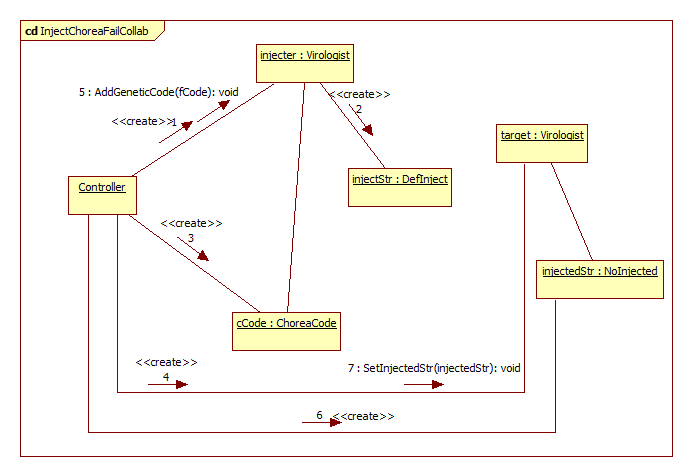 cd InjectChoreaFailCollab
injecter : Virologist
5 : AddGeneticCode(fCode): void
<<create>>
2
<<create>>
1
target : Virologist
injectStr : DefInject
Controller
<<create>>
3
injectedStr : NoInjected
cCode : ChoreaCode
<<create>>
4
7 : SetInjectedStr(injectedStr): void
6 <<create>>